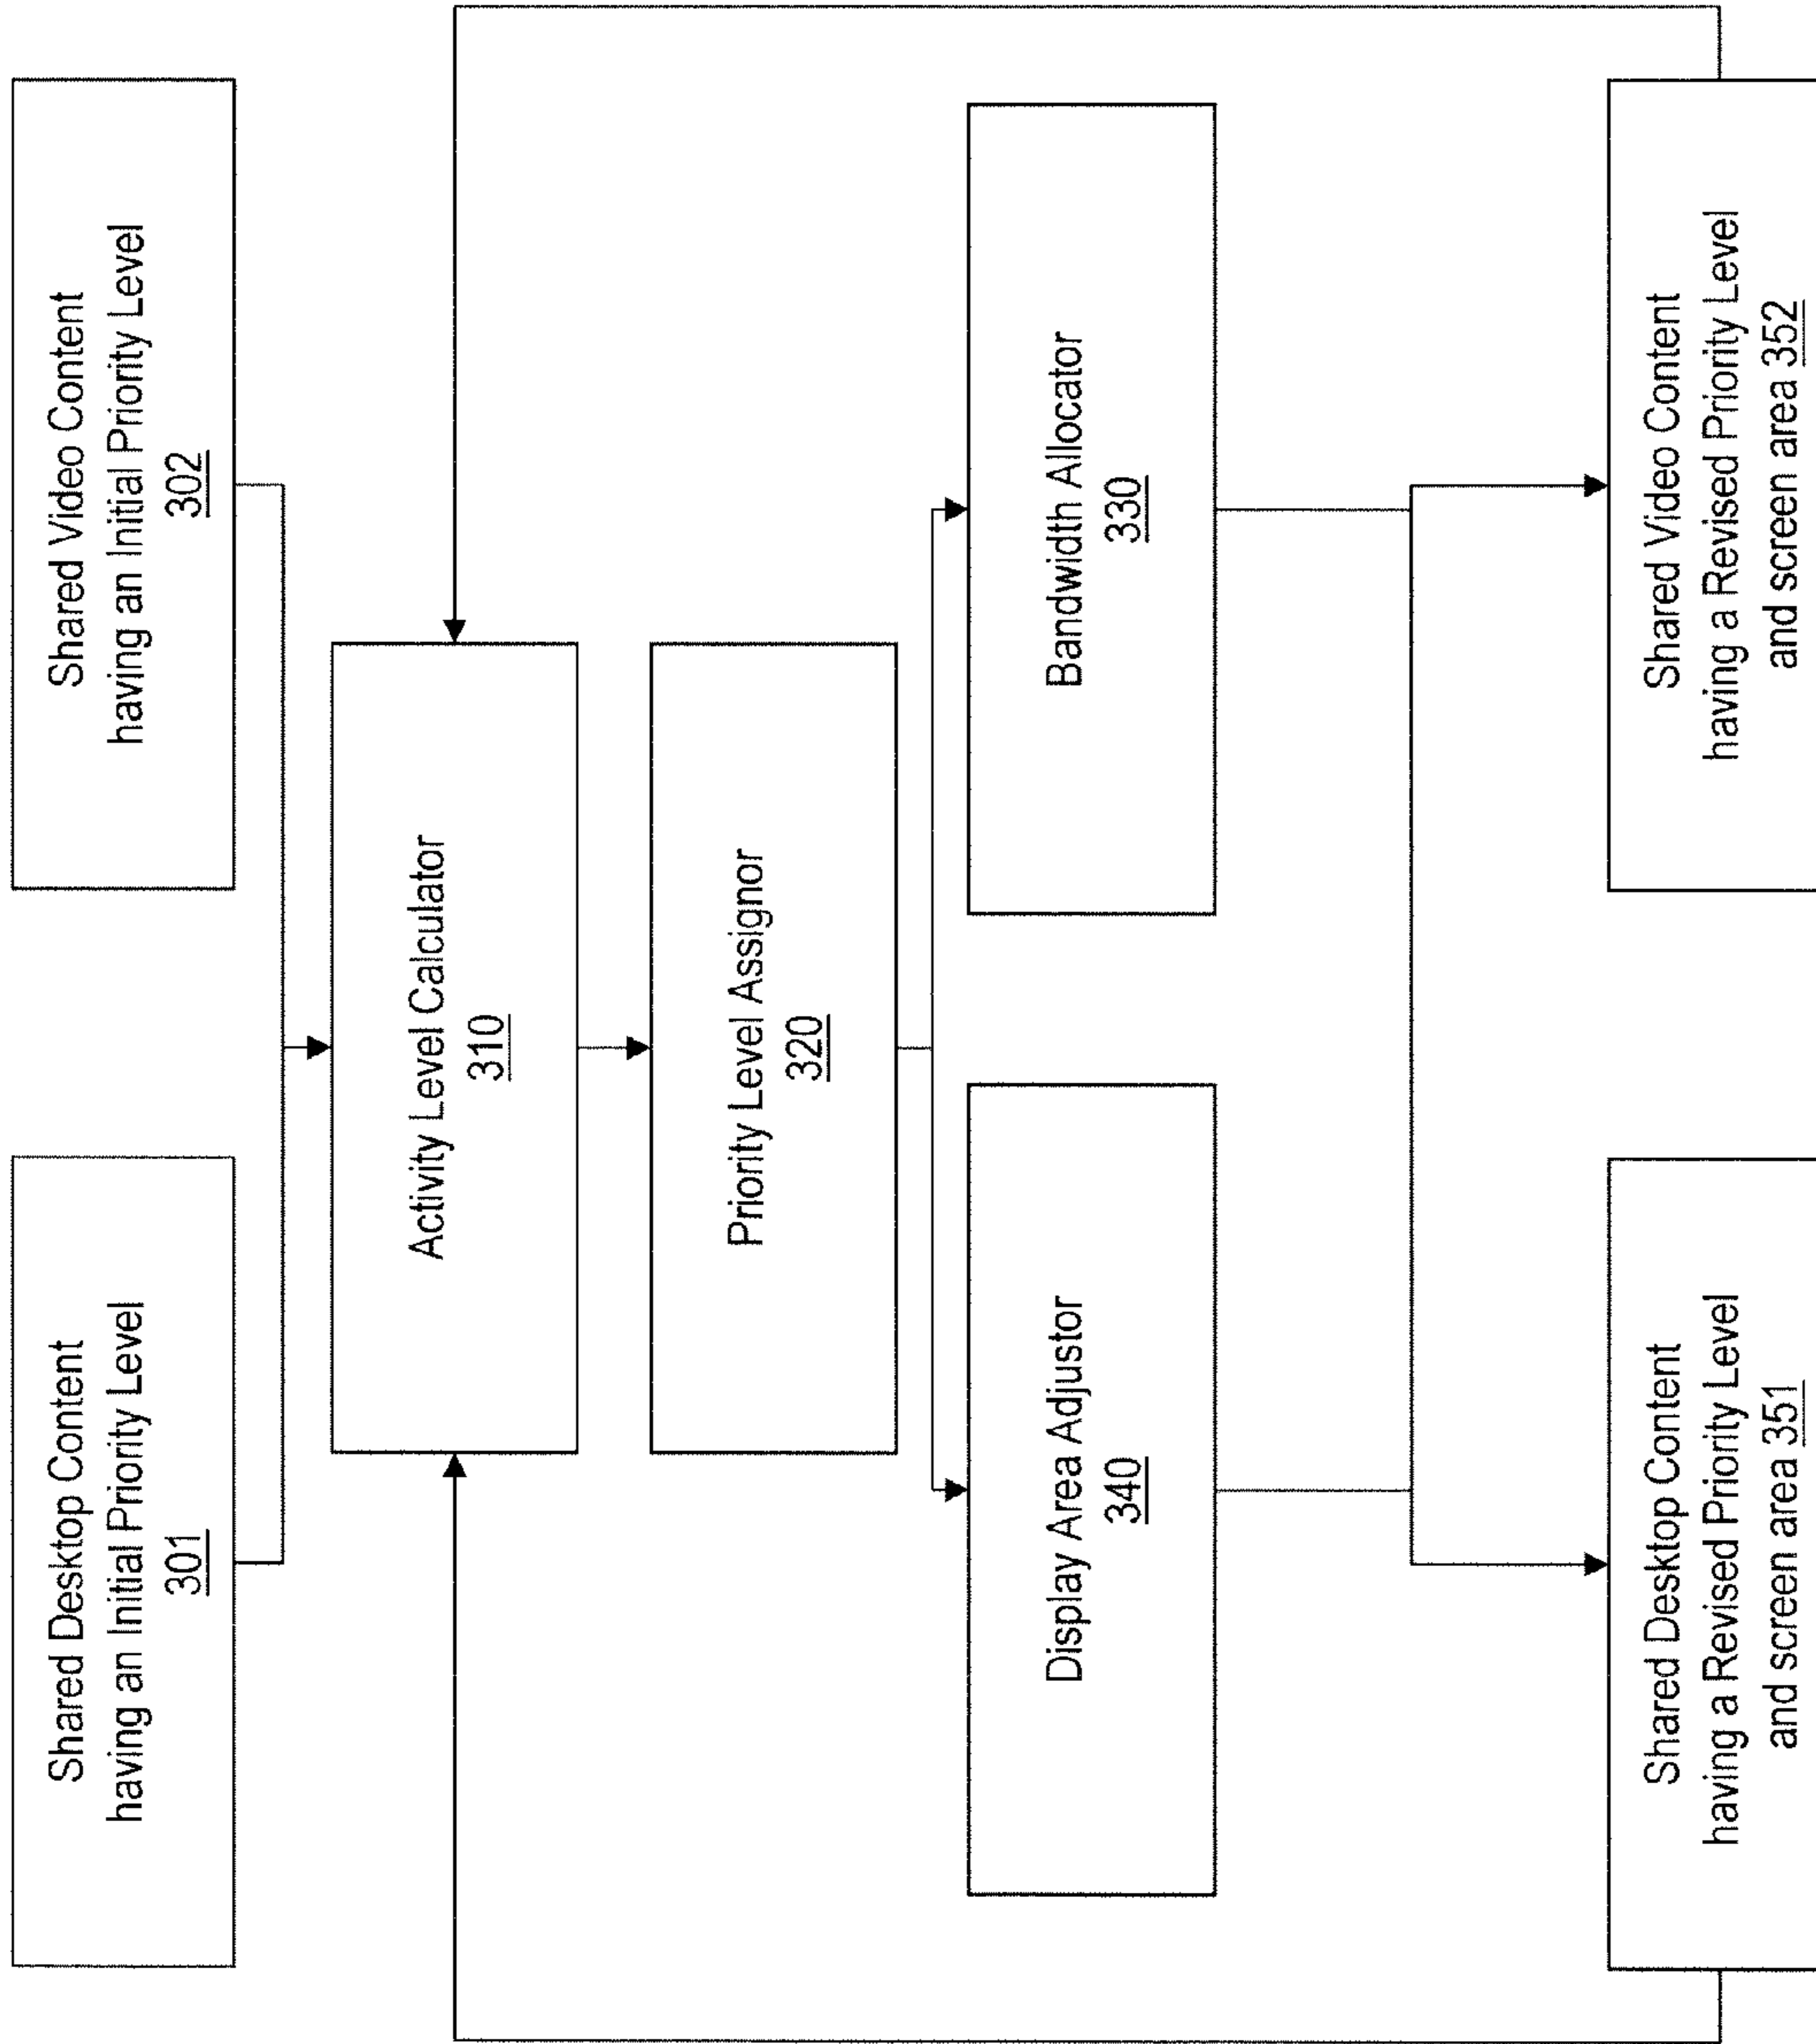 Shared Desktop Content
having an Initial Priority Level
301
Shared Video Content
having an Initial Priority Level
302
Activity Level Calculator
310
Priority Level Assignor
320
Display Area Adjustor
340
Bandwidth Allocator
330
Shared Desktop Content
having a Revised Priority Level
and screen area 351
Shared Video Content
having a Revised Priority Level
and screen area 352